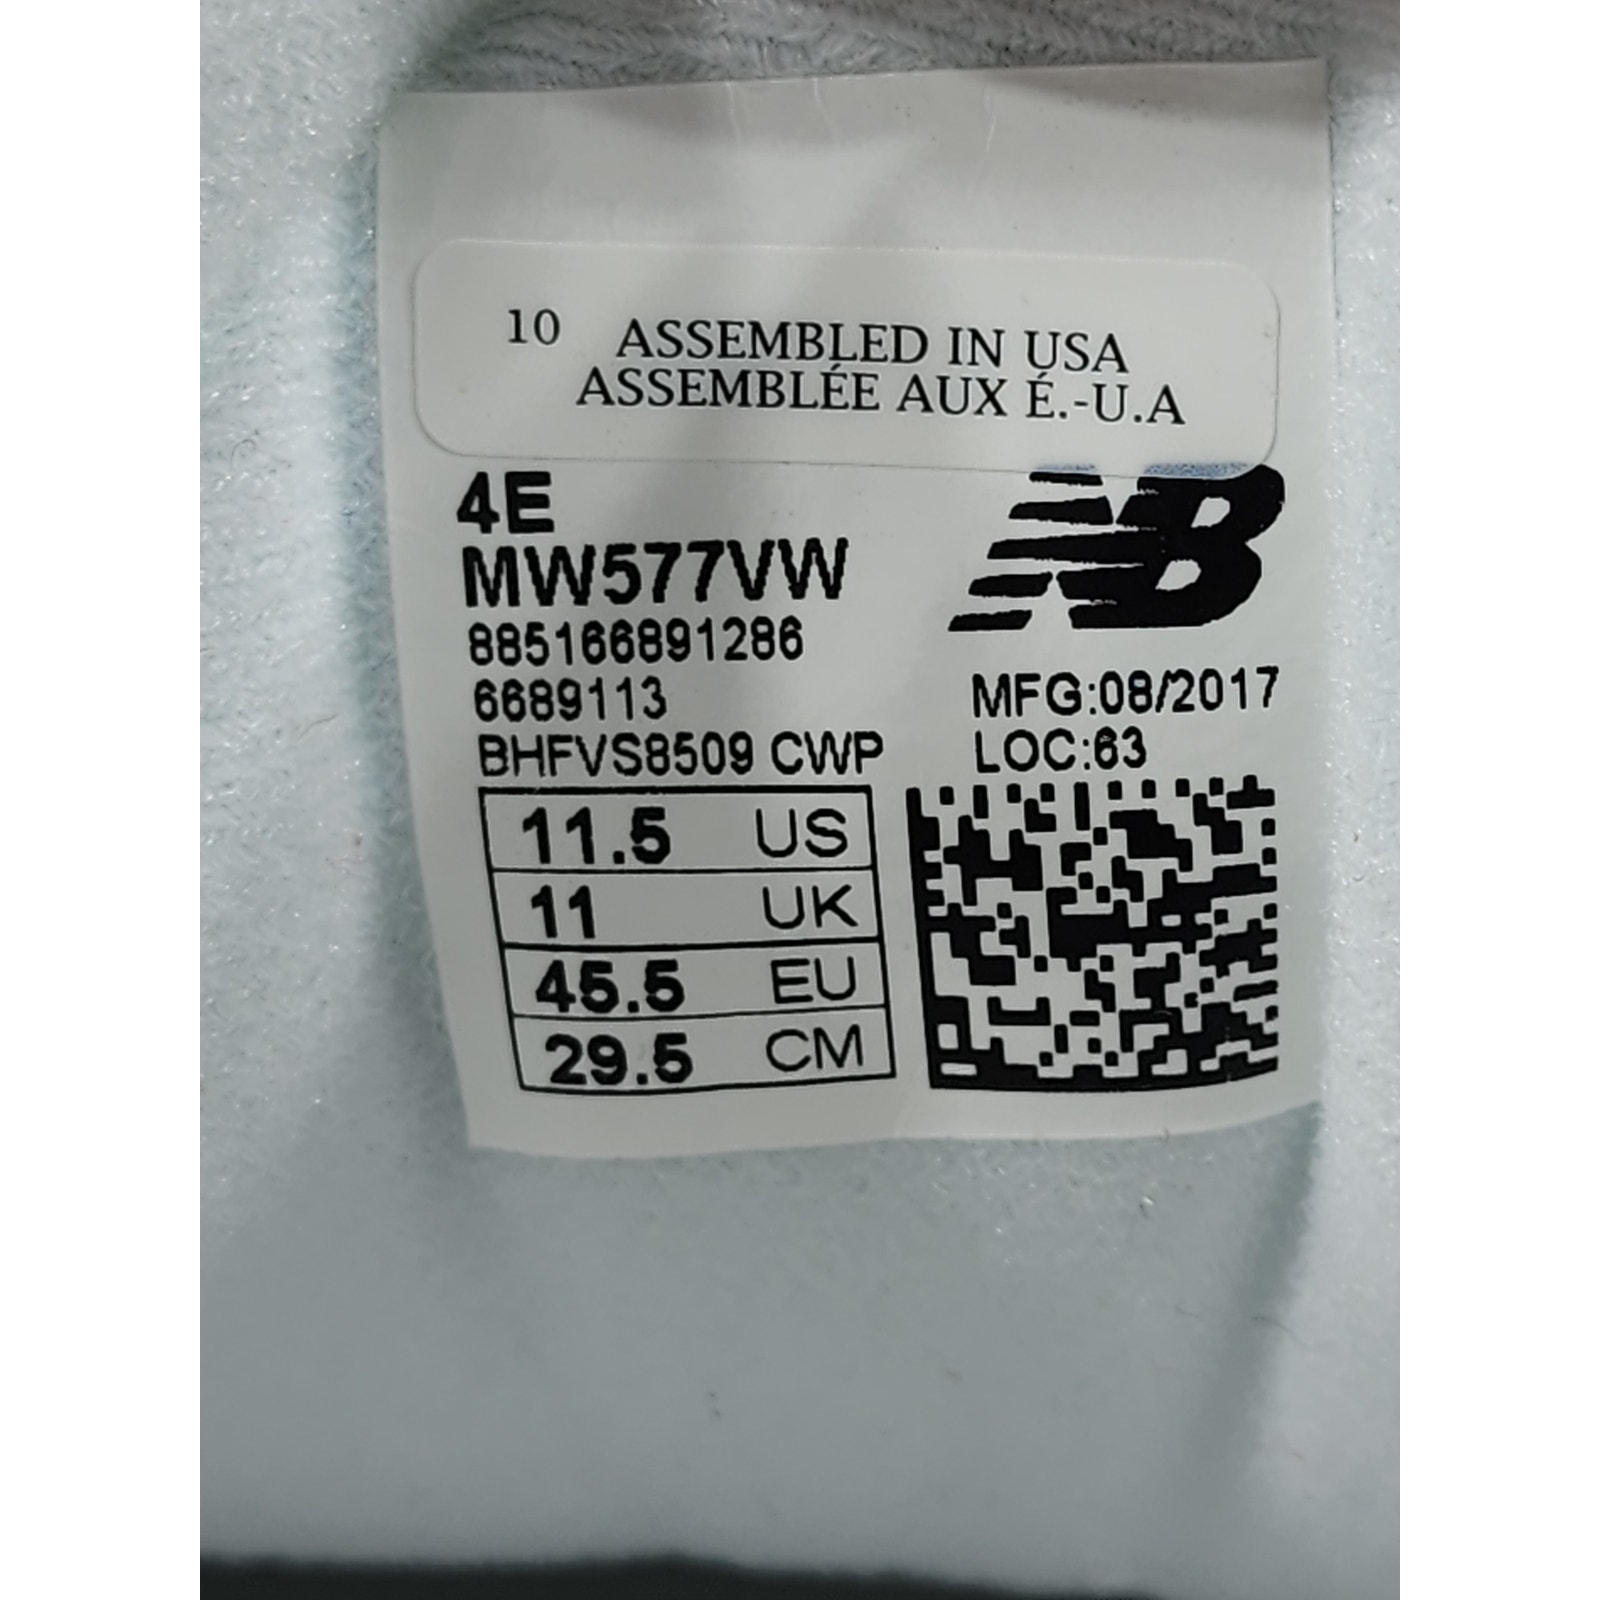 10 ASSEMBLED IN USA
ASSEMBLÉE AUX É.-U.A
4E
NB
MW577VW
885166891286
6689113
MFG:08/2017
BHFVS8509 CWP
LOC:63
11.5 US
11 UK
45.5 EU
29.5 CM